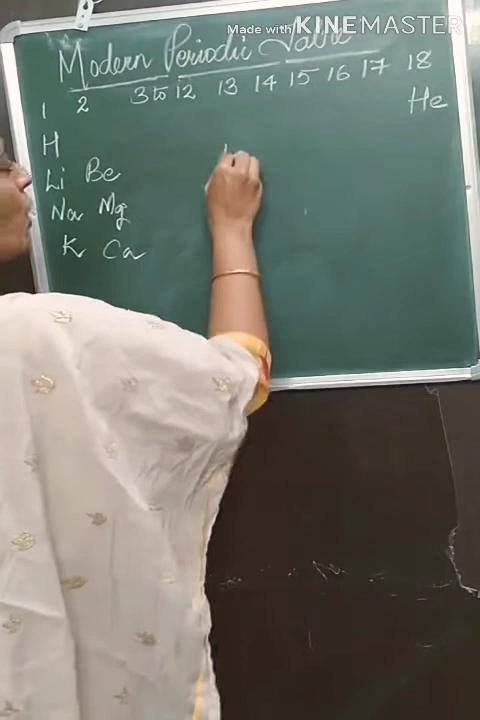 Made with KINEMASTER
Modern Periodic Table
1 2 3 to 12 13 14 15 16 17 18
H He
Li Be
Na Mg
K Ca